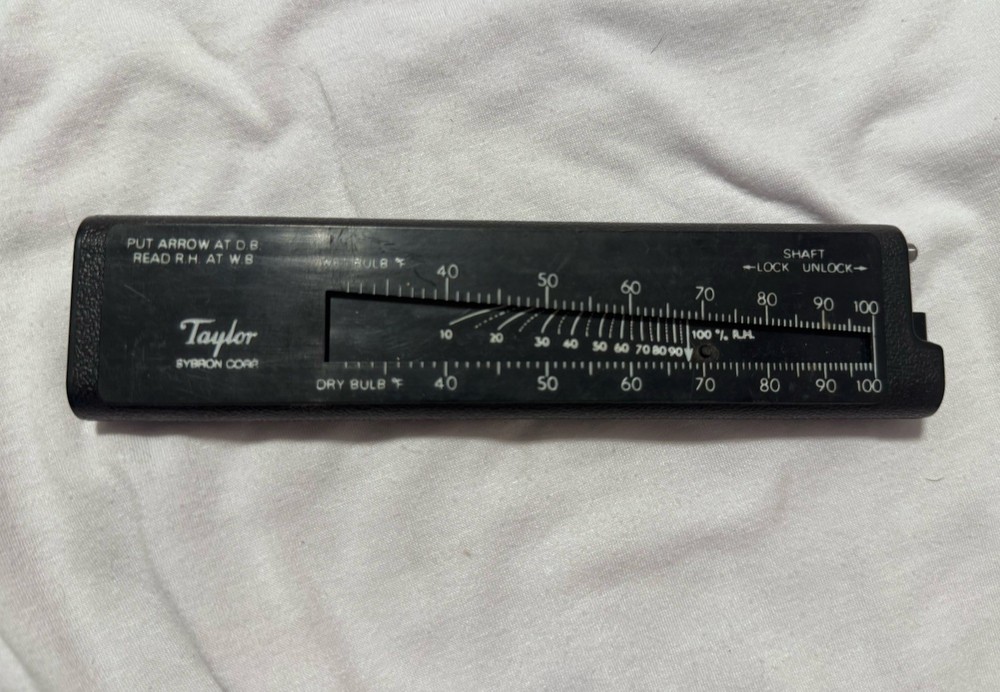 PUT ARROW AT D.B.
READ R.H. AT W.B
SHAFT
←LOCK UNLOCK→
BULB °F
40 50 60 70 80 90 100
Taylor
SYBRON CORP.
10 20 30 40 50 60 70 80 90 100 % R.H.
DRY BULB °F 40 50 60 70 80 90 100